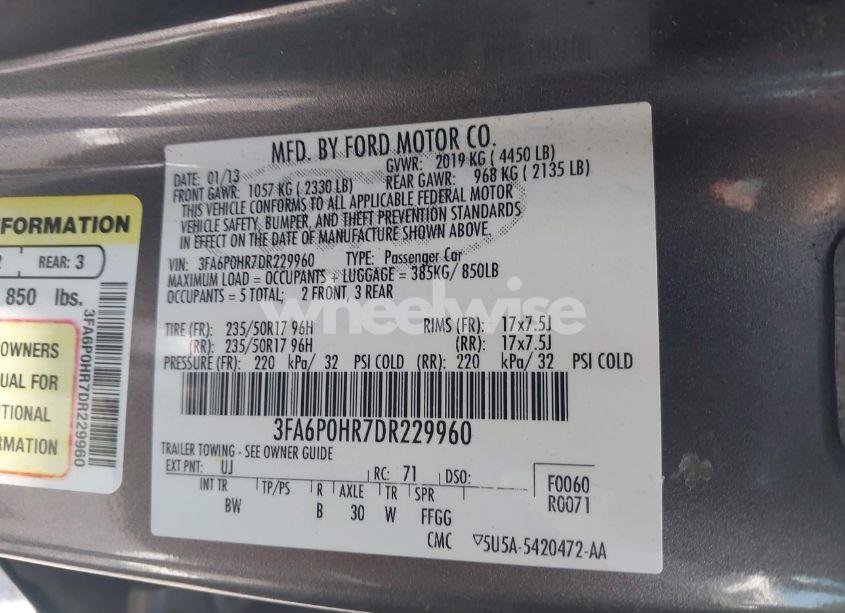 MFD. BY FORD MOTOR CO.
DATE: 01/13 GVWR: 2019 KG ( 4450 LB)
FRONT GAWR: 1057 KG ( 2330 LB) REAR GAWR: 968 KG ( 2135 LB)
THIS VEHICLE CONFORMS TO ALL APPLICABLE FEDERAL MOTOR
VEHICLE SAFETY, BUMPER, AND THEFT PREVENTION STANDARDS
IN EFFECT ON THE DATE OF MANUFACTURE SHOWN ABOVE.
VIN: 3FA6P0HR7DR229960 TYPE: Passenger Car
MAXIMUM LOAD = OCCUPANTS + LUGGAGE = 385KG/ 850LB
OCCUPANTS = 5 TOTAL; 2 FRONT, 3 REAR
wheelwise
TIRE (FR): 235/50R17 96H RIMS (FR): 17x7.5J
(RR): 235/50R17 96H (RR): 17x7.5J
PRESSURE (FR): 220 kPa/ 32 PSI COLD (RR): 220 kPa/ 32 PSI COLD
3FA6P0HR7DR229960
TRAILER TOWING - SEE OWNER GUIDE
EXT PNT: UJ RC: 71 DSO: F0060
R0071
INT TR TP/PS R AXLE TR SPR
BW B 30 W FFGG
CMC ▽5U5A-5420472-AA
FORMATION
2 REAR: 3
850 lbs.
OWNERS
UAL FOR
TIONAL
RMATION
3FA6P0HR7DR229960